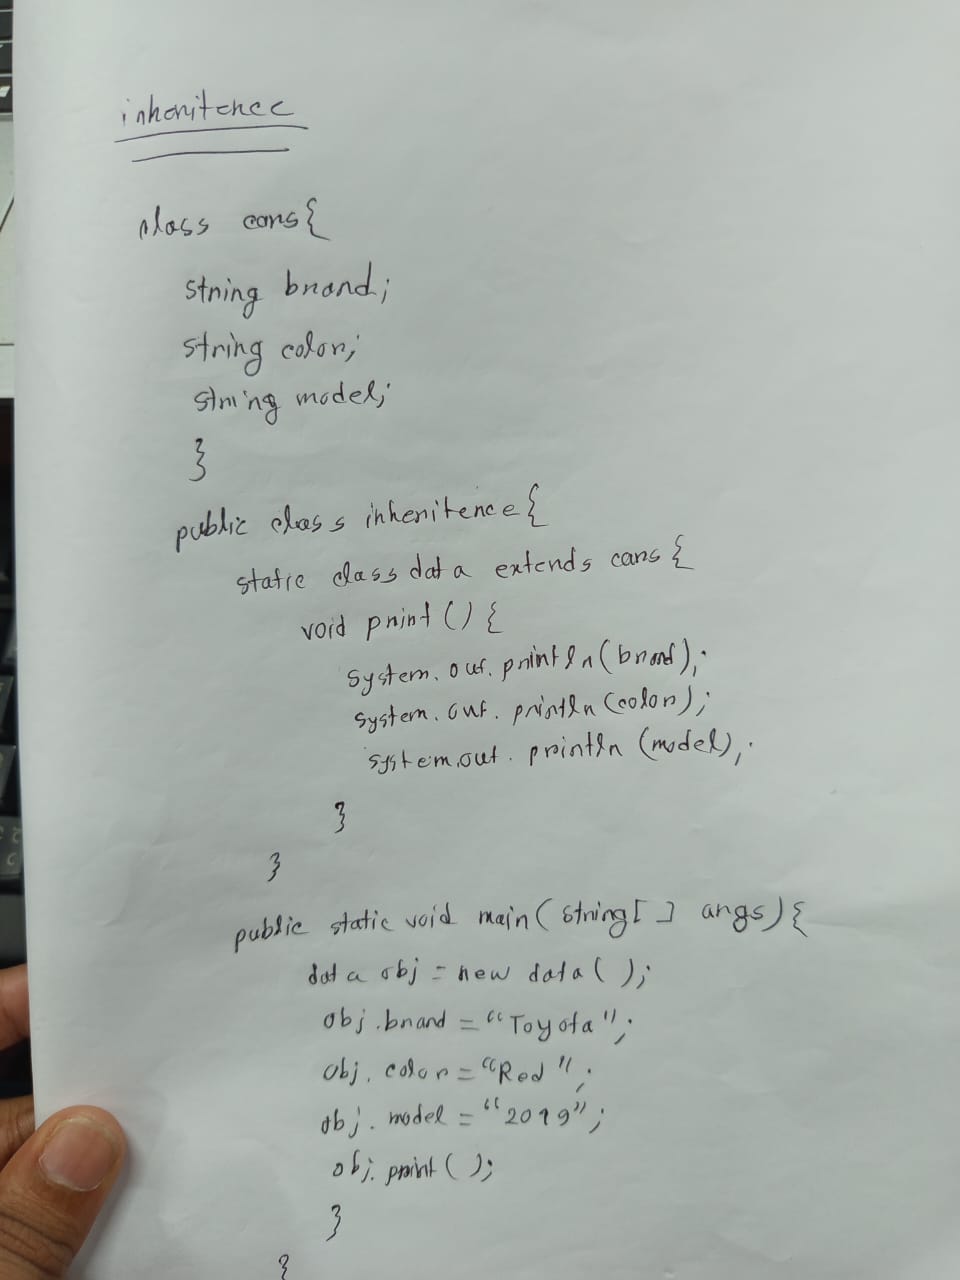 inheritence
class cars{
string brand;
string color;
string model;
}
public class inheritence{
static class data extends cars{
void print () {
system. out. println (brand);
system. out. println (color);
system.out. println (model);
}
}
public static void main( string[ ] args) {
data obj = new data ( );
obj .brand = "Toyota";
obj. color = "Red";
obj. model = "2019";
obj. print ( );
}
}